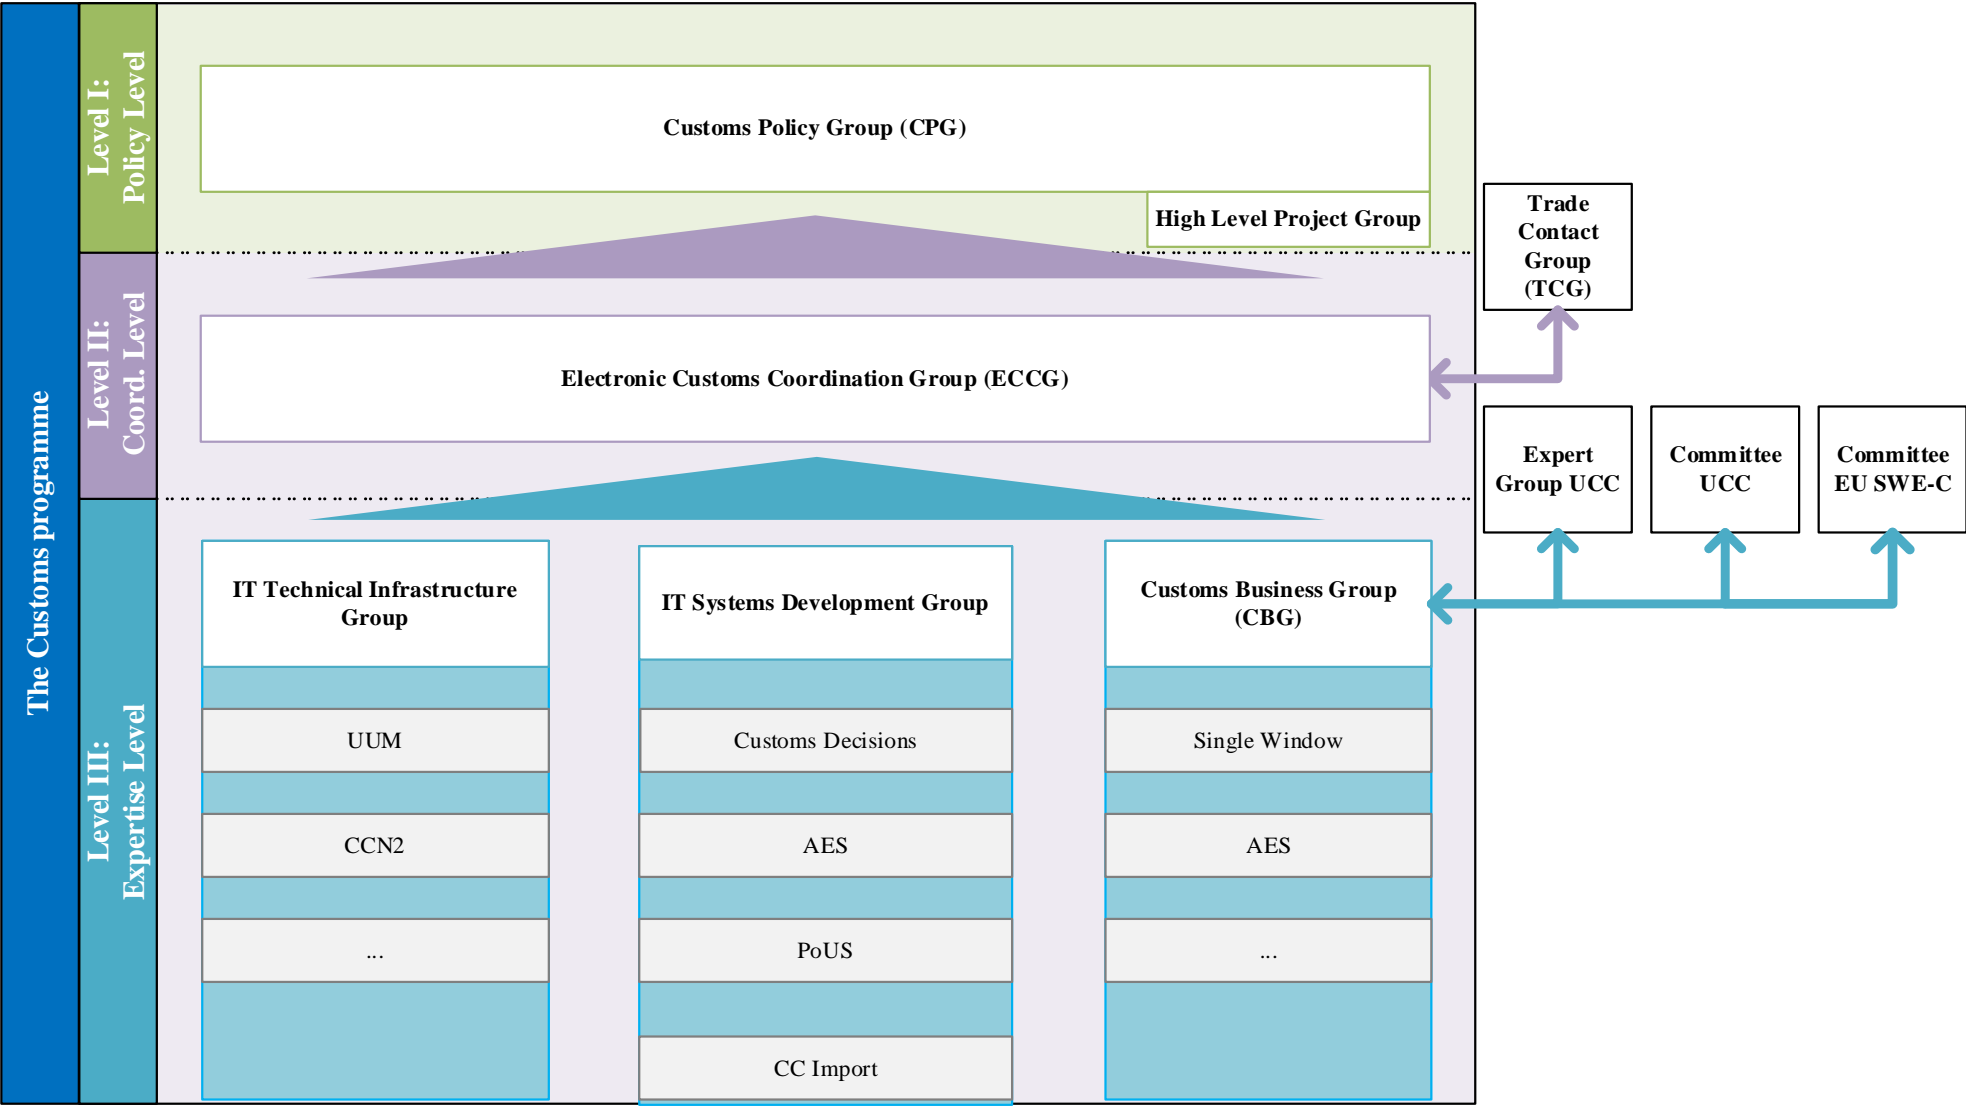 The Customs programme
Level I:
Policy Level
Customs Policy Group (CPG)
High Level Project Group
Trade
Contact
Group
(TCG)
Level II:
Coord. Level
Electronic Customs Coordination Group (ECCG)
Expert
Group UCC
Committee
UCC
Committee
EU SWE-C
Level III:
Expertise Level
IT Technical Infrastructure
Group
UUM
CCN2
...
IT Systems Development Group
Customs Decisions
AES
PoUS
CC Import
Customs Business Group
(CBG)
Single Window
AES
...